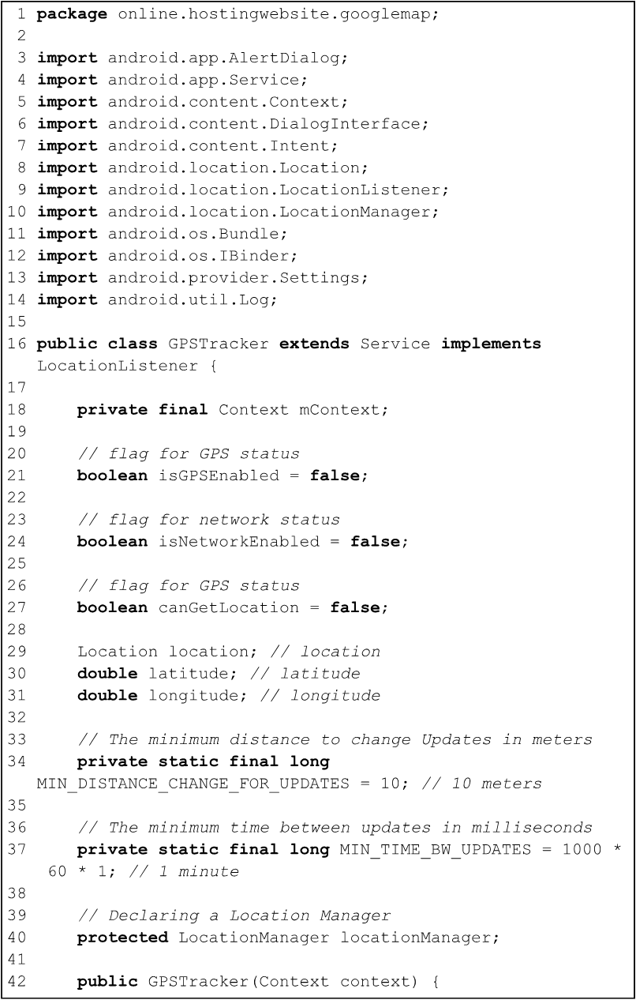 1 package online.hostingwebsite.googlemap;
2
3 import android.app.AlertDialog;
4 import android.app.Service;
5 import android.content.Context;
6 import android.content.DialogInterface;
7 import android.content.Intent;
8 import android.location.Location;
9 import android.location.LocationListener;
10 import android.location.LocationManager;
11 import android.os.Bundle;
12 import android.os.IBinder;
13 import android.provider.Settings;
14 import android.util.Log;
15
16 public class GPSTracker extends Service implements
LocationListener {
17
18     private final Context mContext;
19
20     // flag for GPS status
21     boolean isGPSEnabled = false;
22
23     // flag for network status
24     boolean isNetworkEnabled = false;
25
26     // flag for GPS status
27     boolean canGetLocation = false;
28
29     Location location; // location
30     double latitude; // latitude
31     double longitude; // longitude
32
33     // The minimum distance to change Updates in meters
34     private static final long
MIN_DISTANCE_CHANGE_FOR_UPDATES = 10; // 10 meters
35
36     // The minimum time between updates in milliseconds
37     private static final long MIN_TIME_BW_UPDATES = 1000 *
60 * 1; // 1 minute
38
39     // Declaring a Location Manager
40     protected LocationManager locationManager;
41
42     public GPSTracker(Context context) {